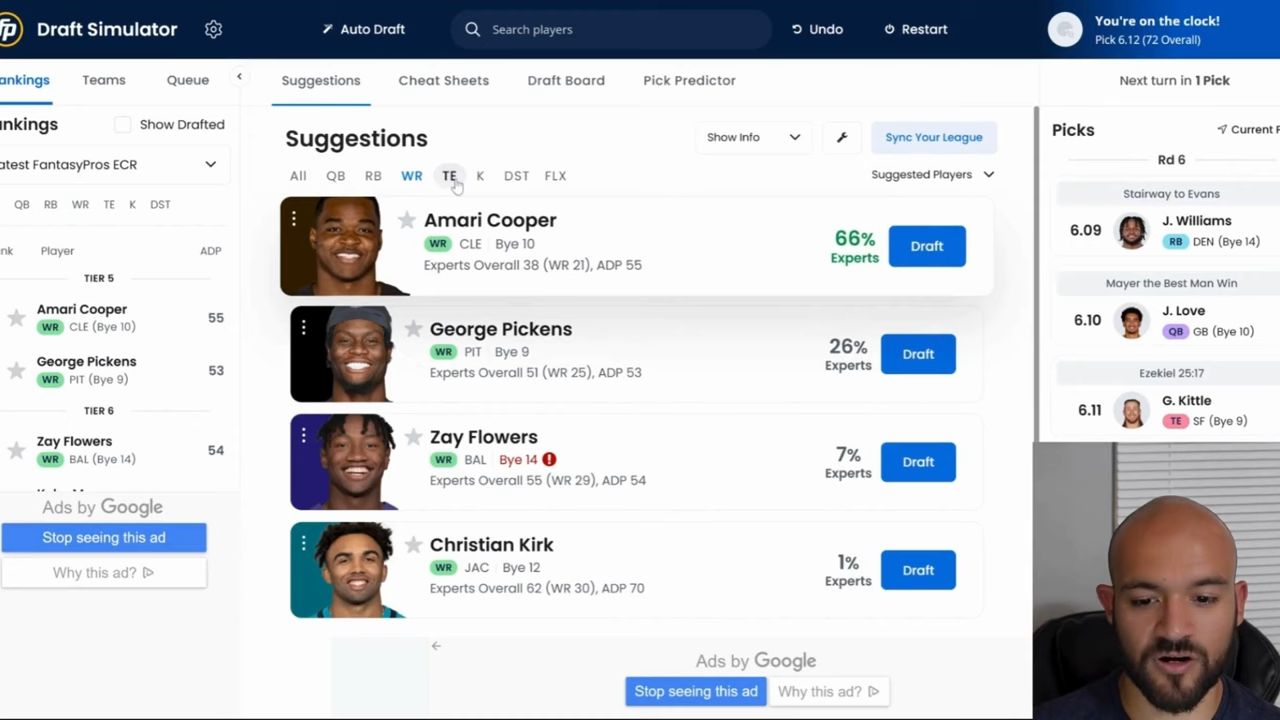 fp Draft Simulator
Auto Draft
Search players
Undo
Restart
You're on the clock!
Pick 6.12 (72 Overall)
ankings Teams Queue
Suggestions Cheat Sheets Draft Board Pick Predictor
Next turn in 1 Pick
ankings
Show Drafted
atest FantasyPros ECR
QB RB WR TE K DST
nk Player ADP
TIER 5
Amari Cooper
WR CLE (Bye 10)
55
George Pickens
WR PIT (Bye 9)
53
TIER 6
Zay Flowers
WR BAL (Bye 14)
54
Ads by Google
Stop seeing this ad
Why this ad?
Suggestions
Show Info
Sync Your League
All QB RB WR TE K DST FLX
Suggested Players
Amari Cooper
WR CLE Bye 10
Experts Overall 38 (WR 21), ADP 55
66%
Experts
Draft
George Pickens
WR PIT Bye 9
Experts Overall 51 (WR 25), ADP 53
26%
Experts
Draft
Zay Flowers
WR BAL Bye 14
Experts Overall 55 (WR 29), ADP 54
7%
Experts
Draft
Christian Kirk
WR JAC Bye 12
Experts Overall 62 (WR 30), ADP 70
1%
Experts
Draft
Ads by Google
Stop seeing this ad
Why this ad?
Picks
Current P
Rd 6
Stairway to Evans
6.09
J. Williams
RB DEN (Bye 14)
Mayer the Best Man Win
6.10
J. Love
QB GB (Bye 10)
Ezekiel 25:17
6.11
G. Kittle
TE SF (Bye 9)